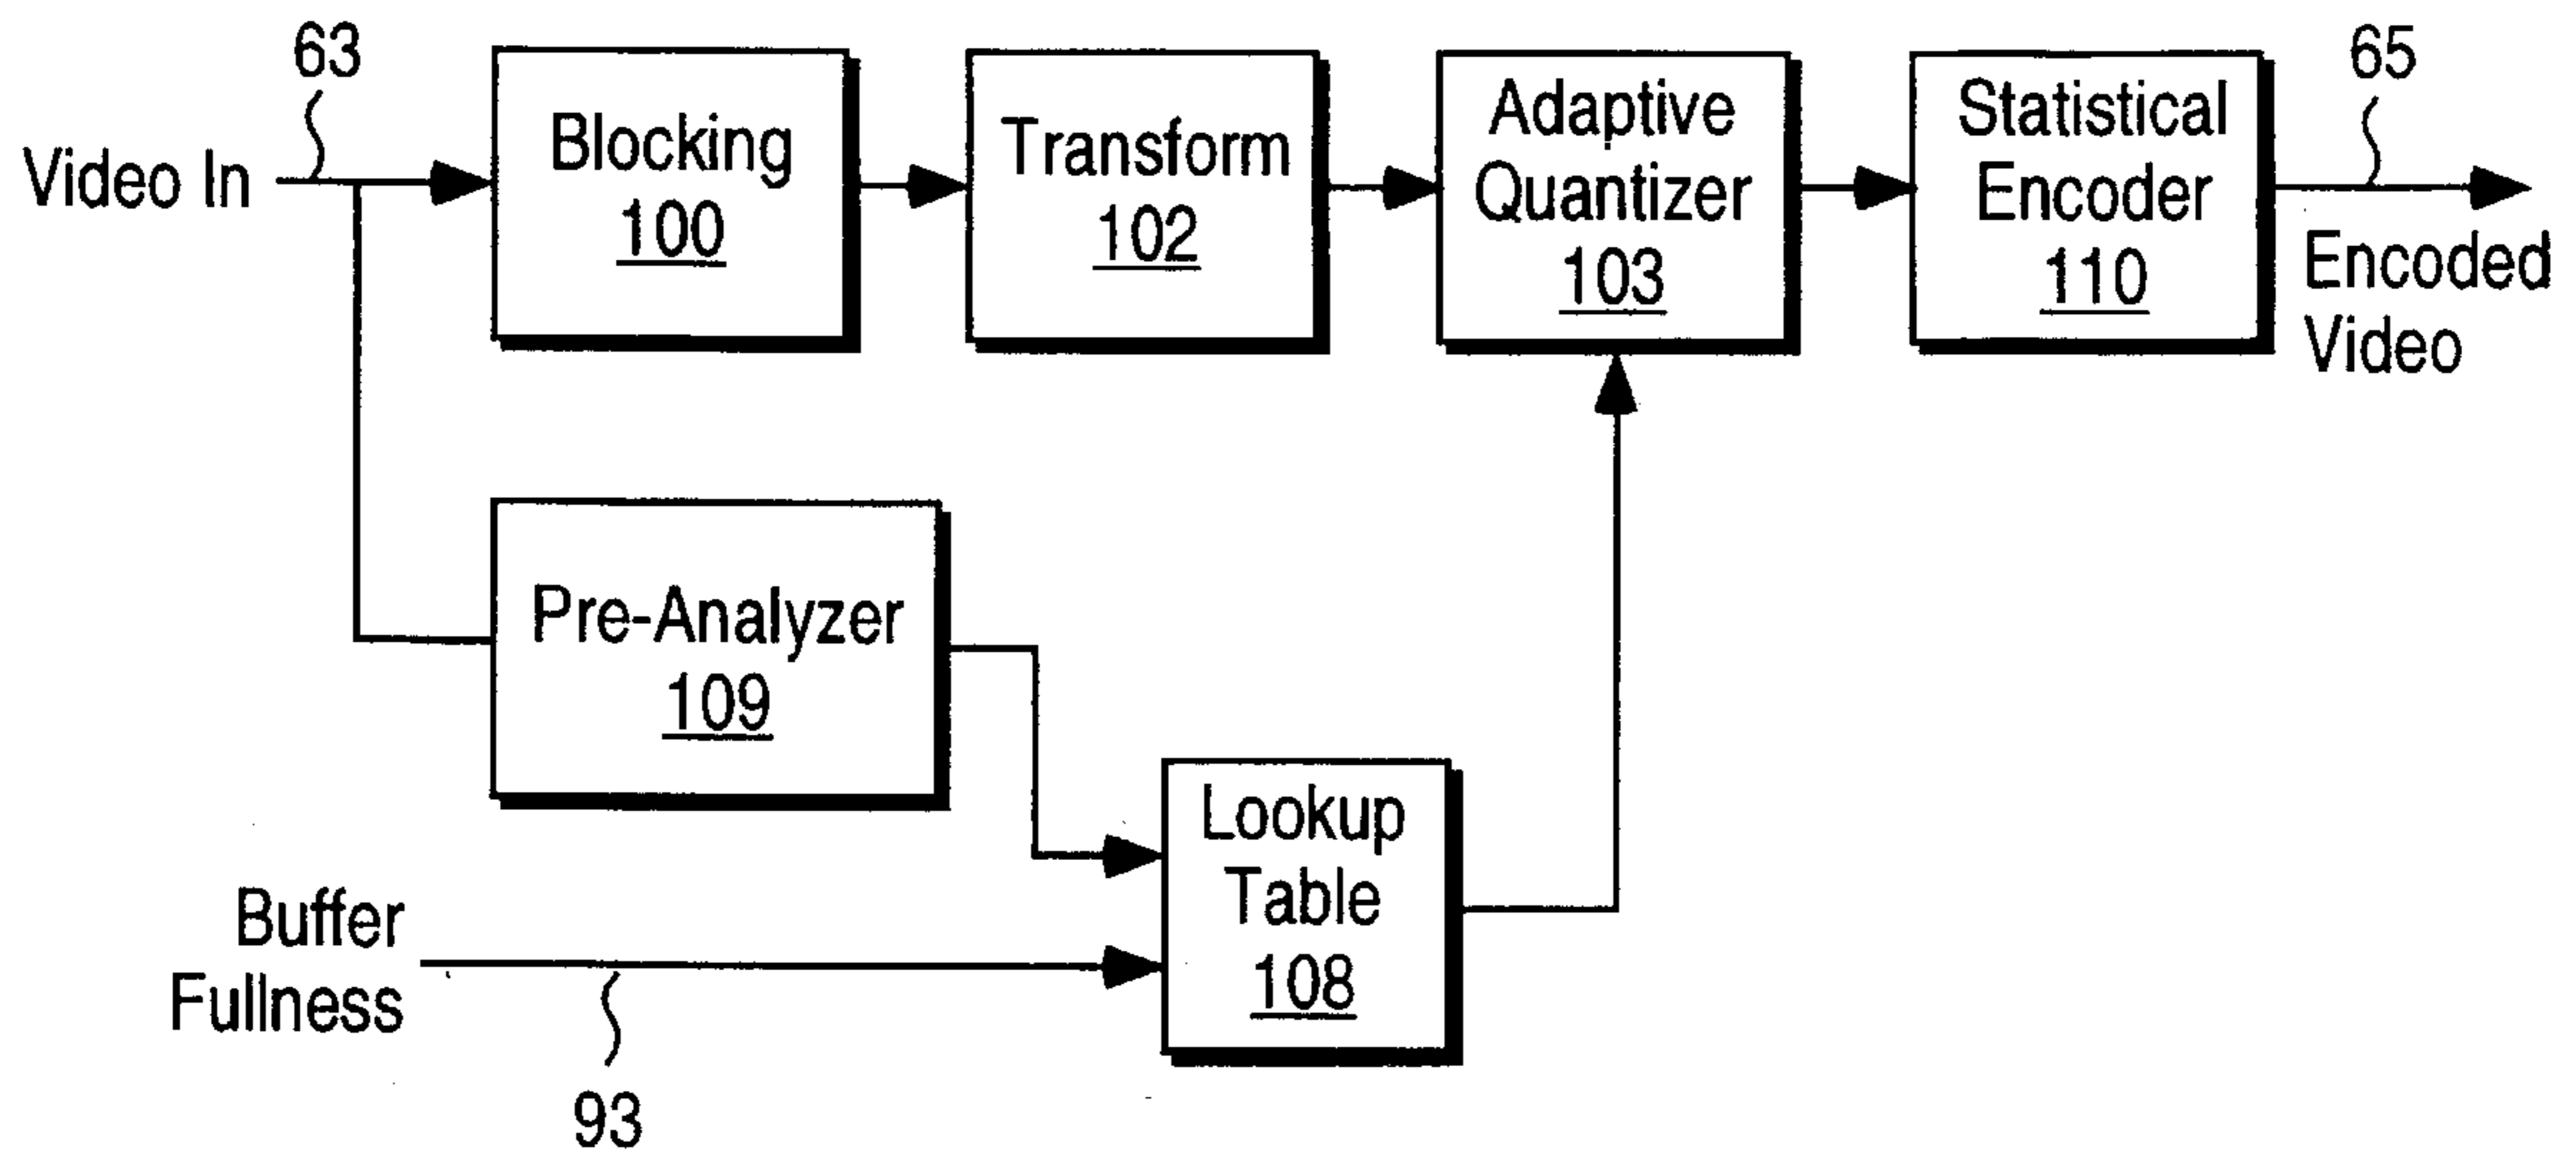 63
Video In
Blocking
100
Transform
102
Adaptive
Quantizer
103
Statistical
Encoder
110
65
Encoded
Video
Pre-Analyzer
109
Lookup
Table
108
Buffer
Fullness
93